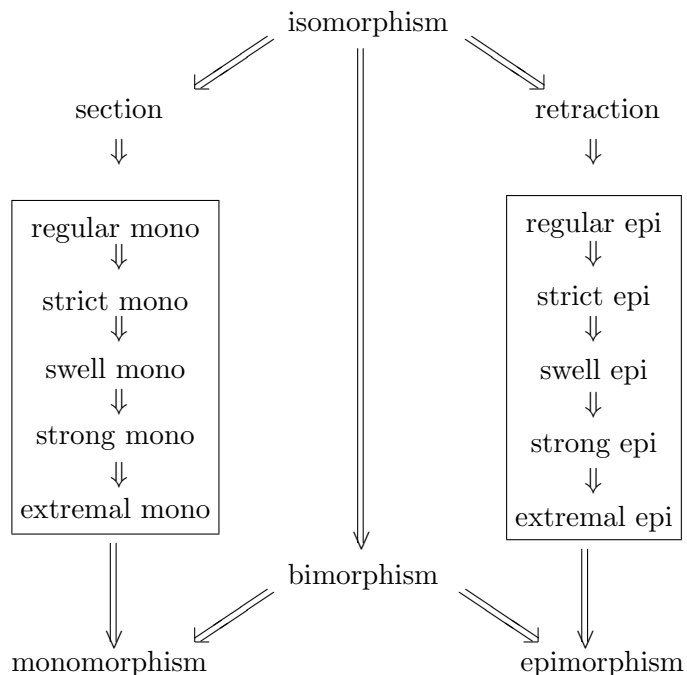 isomorphism
section
retraction
regular mono
strict mono
swell mono
strong mono
extremal mono
regular epi
strict epi
swell epi
strong epi
extremal epi
bimorphism
monomorphism
epimorphism